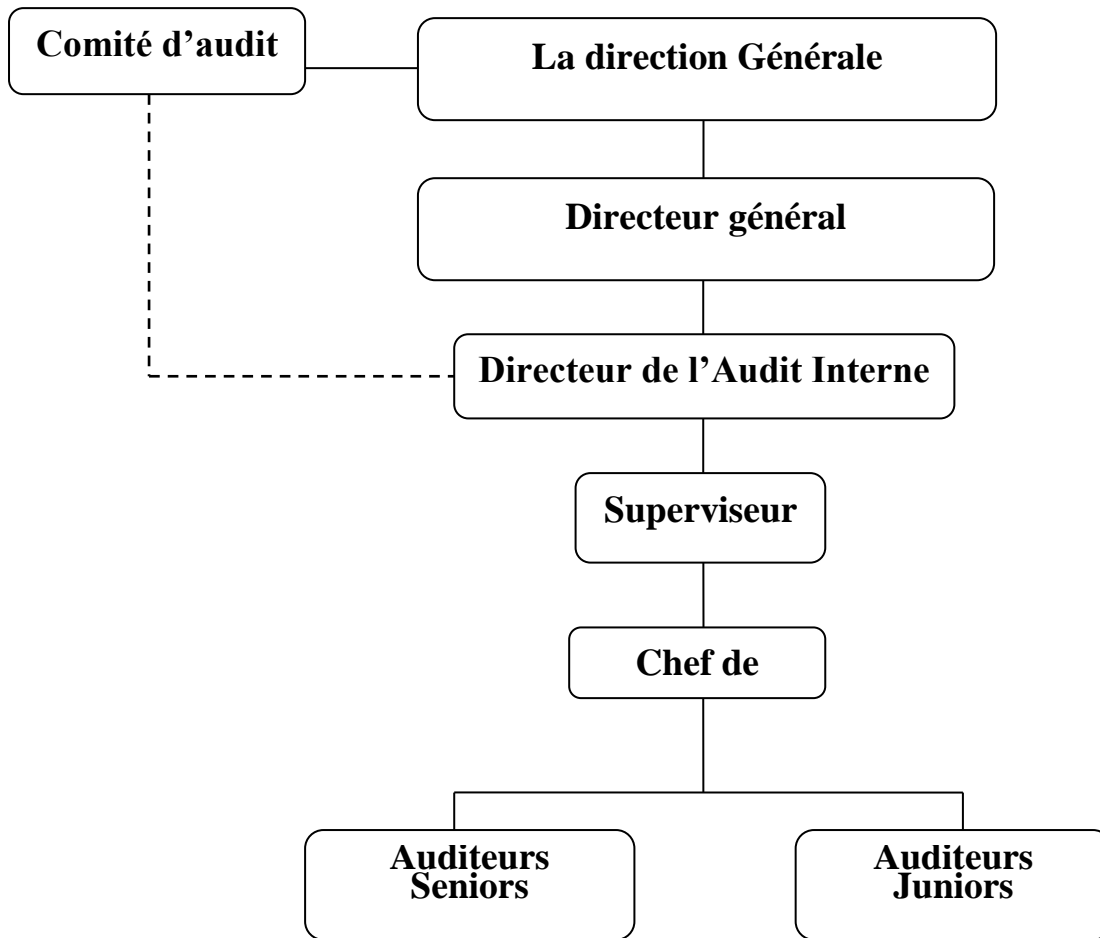 Comité d’audit
La direction Générale
Directeur général
Directeur de l’Audit Interne
Superviseur
Chef de
Auditeurs
Seniors
Auditeurs
Juniors